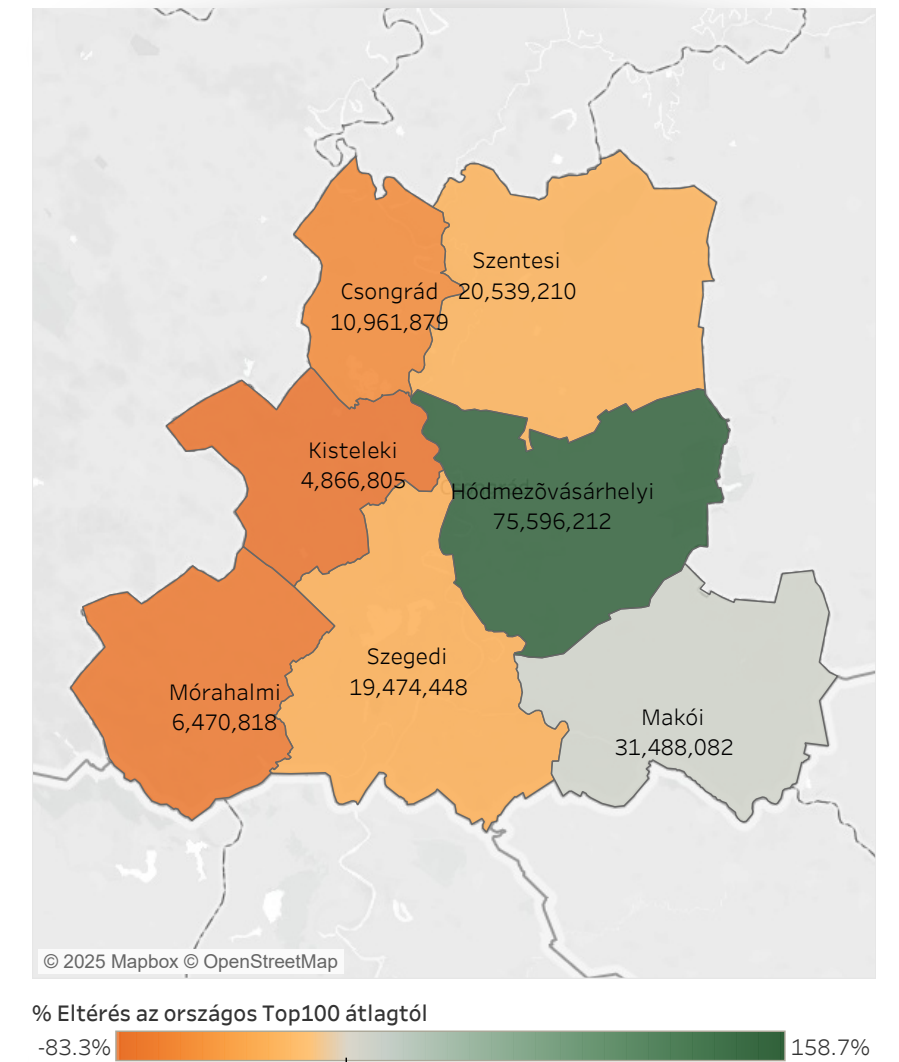 Szentesi
20,539,210
Csongrád
10,961,879
Kisteleki
4,866,805
Hódmezõvásárhelyi
75,596,212
Szegedi
19,474,448
Mórahalmi
6,470,818
Makói
31,488,082
© 2025 Mapbox © OpenStreetMap
% Eltérés az országos Top100 átlagtól
-83.3%
158.7%